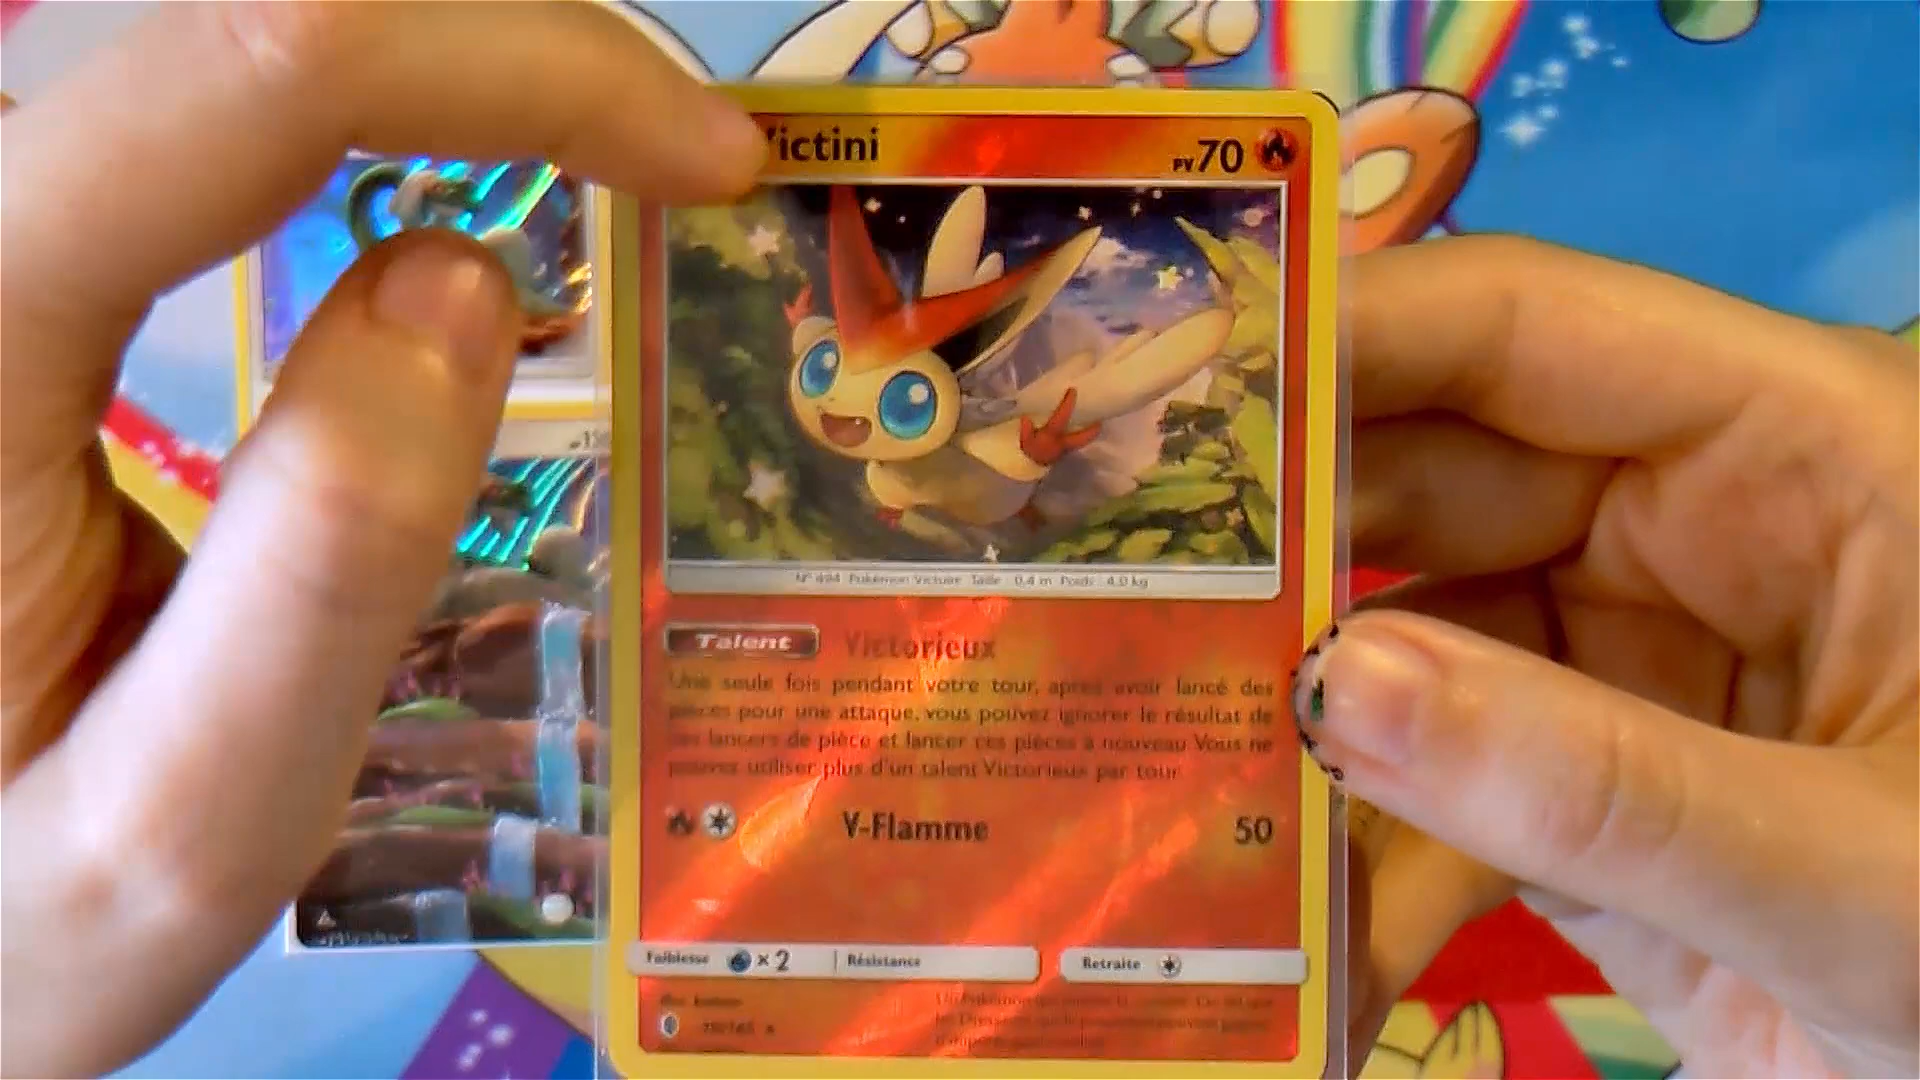 Victini
PV 70
N° 494 Pokémon Victoire Taille : 0,4 m Poids : 4,0 kg
Talent Victorieux
Une seule fois pendant votre tour, après avoir lancé des
pièces pour une attaque, vous pouvez ignorer le résultat de
ces lancers de pièce et lancer ces pièces à nouveau. Vous ne
pouvez utiliser plus d'un talent Victorieux par tour.
V-Flamme 50
Faiblesse ×2 Résistance Retraite